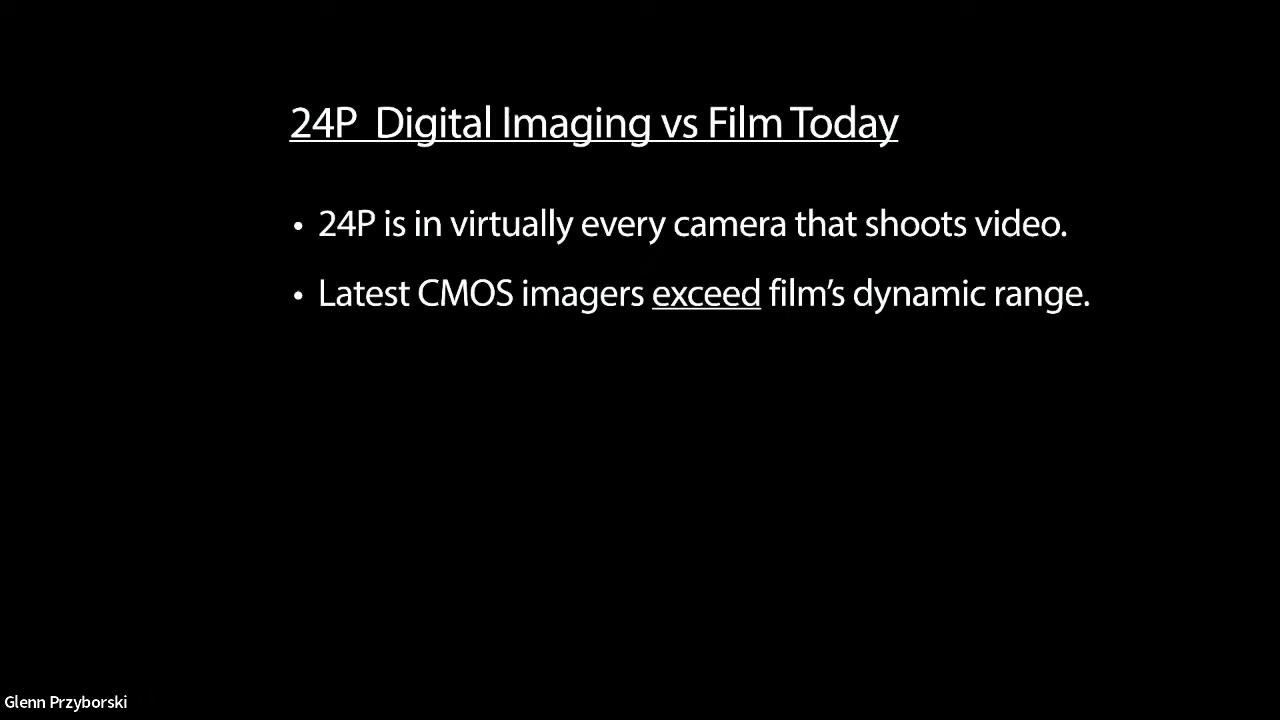 24P  Digital Imaging vs Film Today
• 24P is in virtually every camera that shoots video.
• Latest CMOS imagers exceed film's dynamic range.
Glenn Przyborski